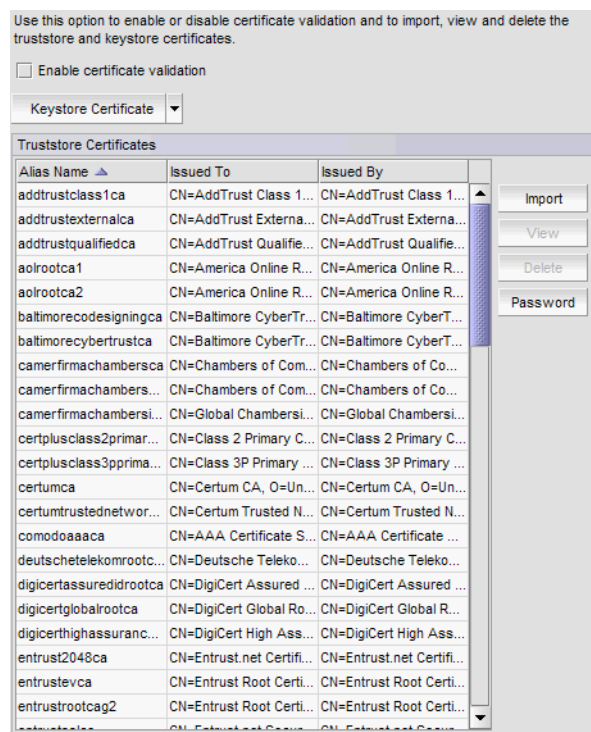 Use this option to enable or disable certificate validation and to import, view and delete the
truststore and keystore certificates.
Enable certificate validation
Keystore Certificate
Truststore Certificates
Alias Name Issued To Issued By
addtrustclass1ca CN=AddTrust Class 1... CN=AddTrust Class 1...
Import
addtrustexternalca CN=AddTrust Externa... CN=AddTrust Externa...
View
addtrustqualifiedca CN=AddTrust Qualifie... CN=AddTrust Qualifie...
aolrootca1 CN=America Online R... CN=America Online R...
Delete
aolrootca2 CN=America Online R... CN=America Online R...
Password
baltimorecodesigningca CN=Baltimore CyberTr... CN=Baltimore CyberT...
baltimorecybertrustca CN=Baltimore CyberT... CN=Baltimore CyberT...
camerfirmachambersca CN=Chambers of Com... CN=Chambers of Co...
camerfirmachambers... CN=Chambers of Com... CN=Chambers of Co...
camerfirmachambersi... CN=Global Chambersi... CN=Global Chambersi...
certplusclass2primar... CN=Class 2 Primary C... CN=Class 2 Primary C...
certplusclass3pprima... CN=Class 3P Primary ... CN=Class 3P Primary ...
certumca CN=Certum CA, O=Un... CN=Certum CA, O=Un...
certumtrustednetwor... CN=Certum Trusted N... CN=Certum Trusted N...
comodoaaaca CN=AAA Certificate S... CN=AAA Certificate ...
deutschetelekomrootc... CN=Deutsche Teleko... CN=Deutsche Teleko...
digicertassuredidrootca CN=DigiCert Assured ... CN=DigiCert Assured ...
digicertglobalrootca CN=DigiCert Global Ro... CN=DigiCert Global R...
digicerthighassuranc... CN=DigiCert High Ass... CN=DigiCert High Ass...
entrust2048ca CN=Entrust.net Certifi... CN=Entrust.net Certifi...
entrustevca CN=Entrust Root Certi... CN=Entrust Root Certi...
entrustrootcag2 CN=Entrust Root Certi... CN=Entrust Root Certi...